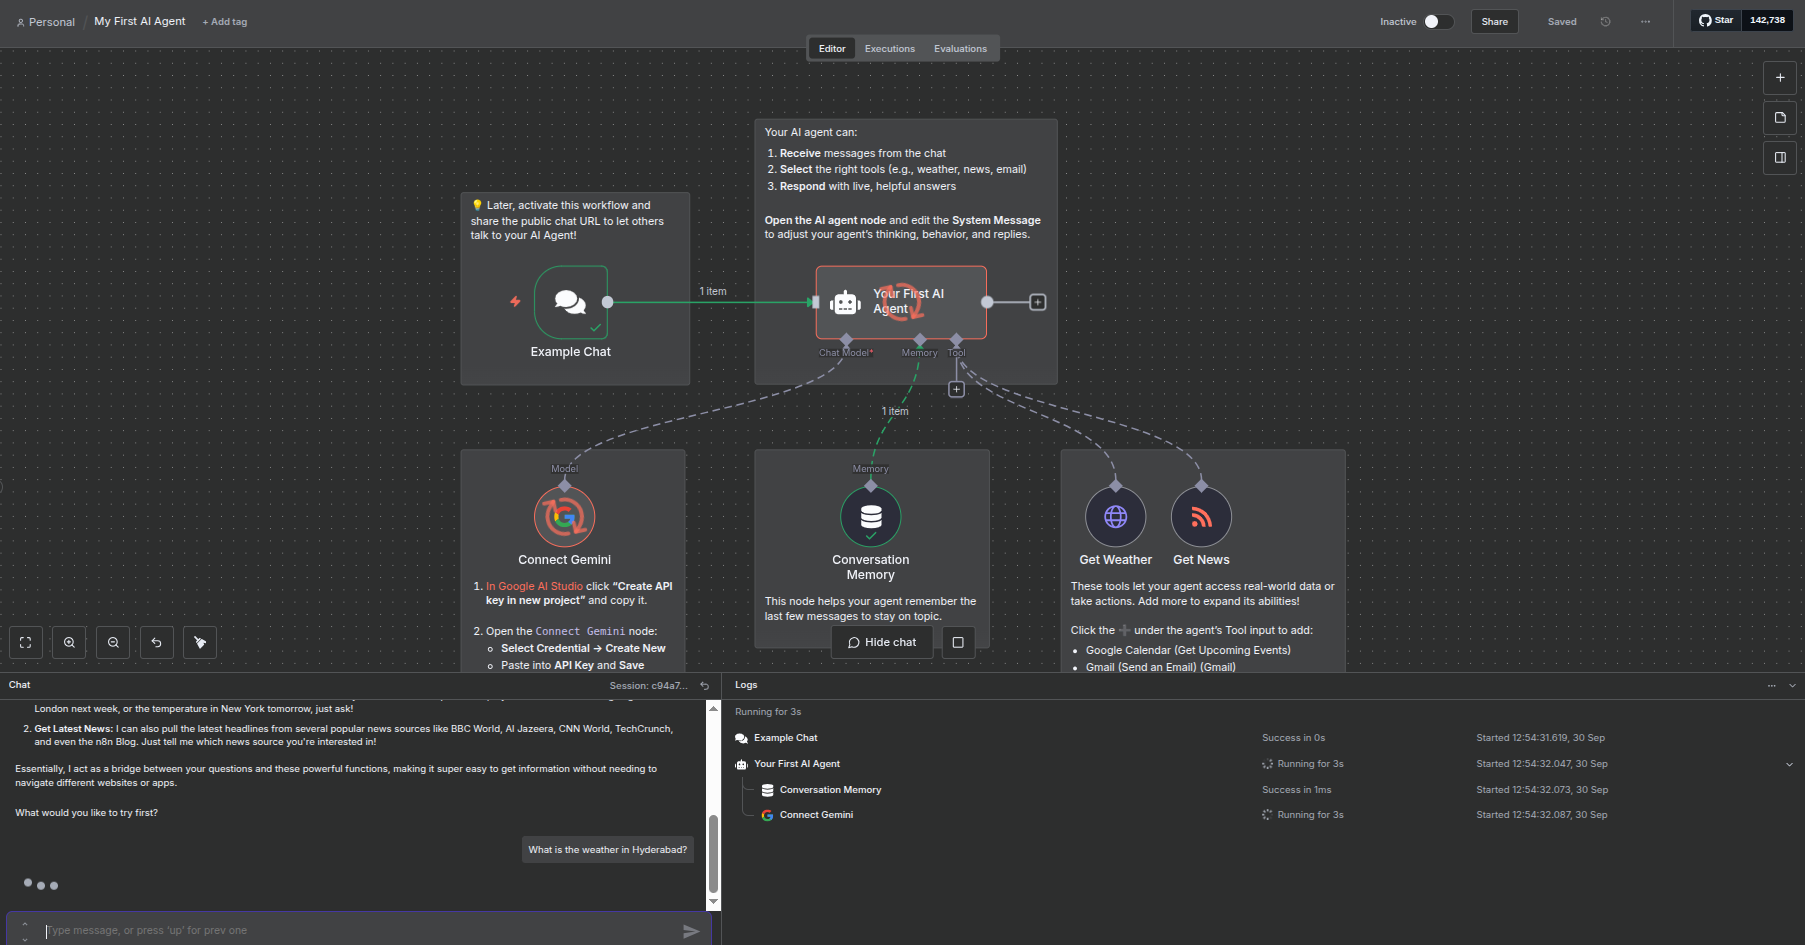 Personal / My First AI Agent + Add tag
Inactive Share Saved ... Star 142,738
Editor Executions Evaluations
Your AI agent can:
1. Receive messages from the chat
2. Select the right tools (e.g., weather, news, email)
3. Respond with live, helpful answers
Open the AI agent node and edit the System Message
to adjust your agent's thinking, behavior, and replies.
💡 Later, activate this workflow and
share the public chat URL to let others
talk to your AI Agent!
1 item
Your First AI
Agent
Example Chat
Chat Model* Memory Tool
1 item
Model
Memory
Connect Gemini
1. In Google AI Studio click “Create API
key in new project” and copy it.
2. Open the Connect Gemini node:
Select Credential → Create New
Paste into API Key and Save
Conversation
Memory
This node helps your agent remember the
last few messages to stay on topic.
Get Weather Get News
These tools let your agent access real-world data or
take actions. Add more to expand its abilities!
Click the ➕ under the agent's Tool input to add:
• Google Calendar (Get Upcoming Events)
• Gmail (Send an Email) (Gmail)
Hide chat
Chat Session: c94a7...
London next week, or the temperature in New York tomorrow, just ask!
2. Get Latest News: I can also pull the latest headlines from several popular news sources like BBC World, Al Jazeera, CNN World, TechCrunch,
and even the n8n Blog. Just tell me which news source you're interested in!
Essentially, I act as a bridge between your questions and these powerful functions, making it super easy to get information without needing to
navigate different websites or apps.
What would you like to try first?
What is the weather in Hyderabad?
Type message, or press 'up' for prev one
Logs
Running for 3s
Example Chat Success in 0s Started 12:54:31.619, 30 Sep
Your First AI Agent Running for 3s Started 12:54:32.047, 30 Sep
Conversation Memory Success in 1ms Started 12:54:32.073, 30 Sep
Connect Gemini Running for 3s Started 12:54:32.087, 30 Sep